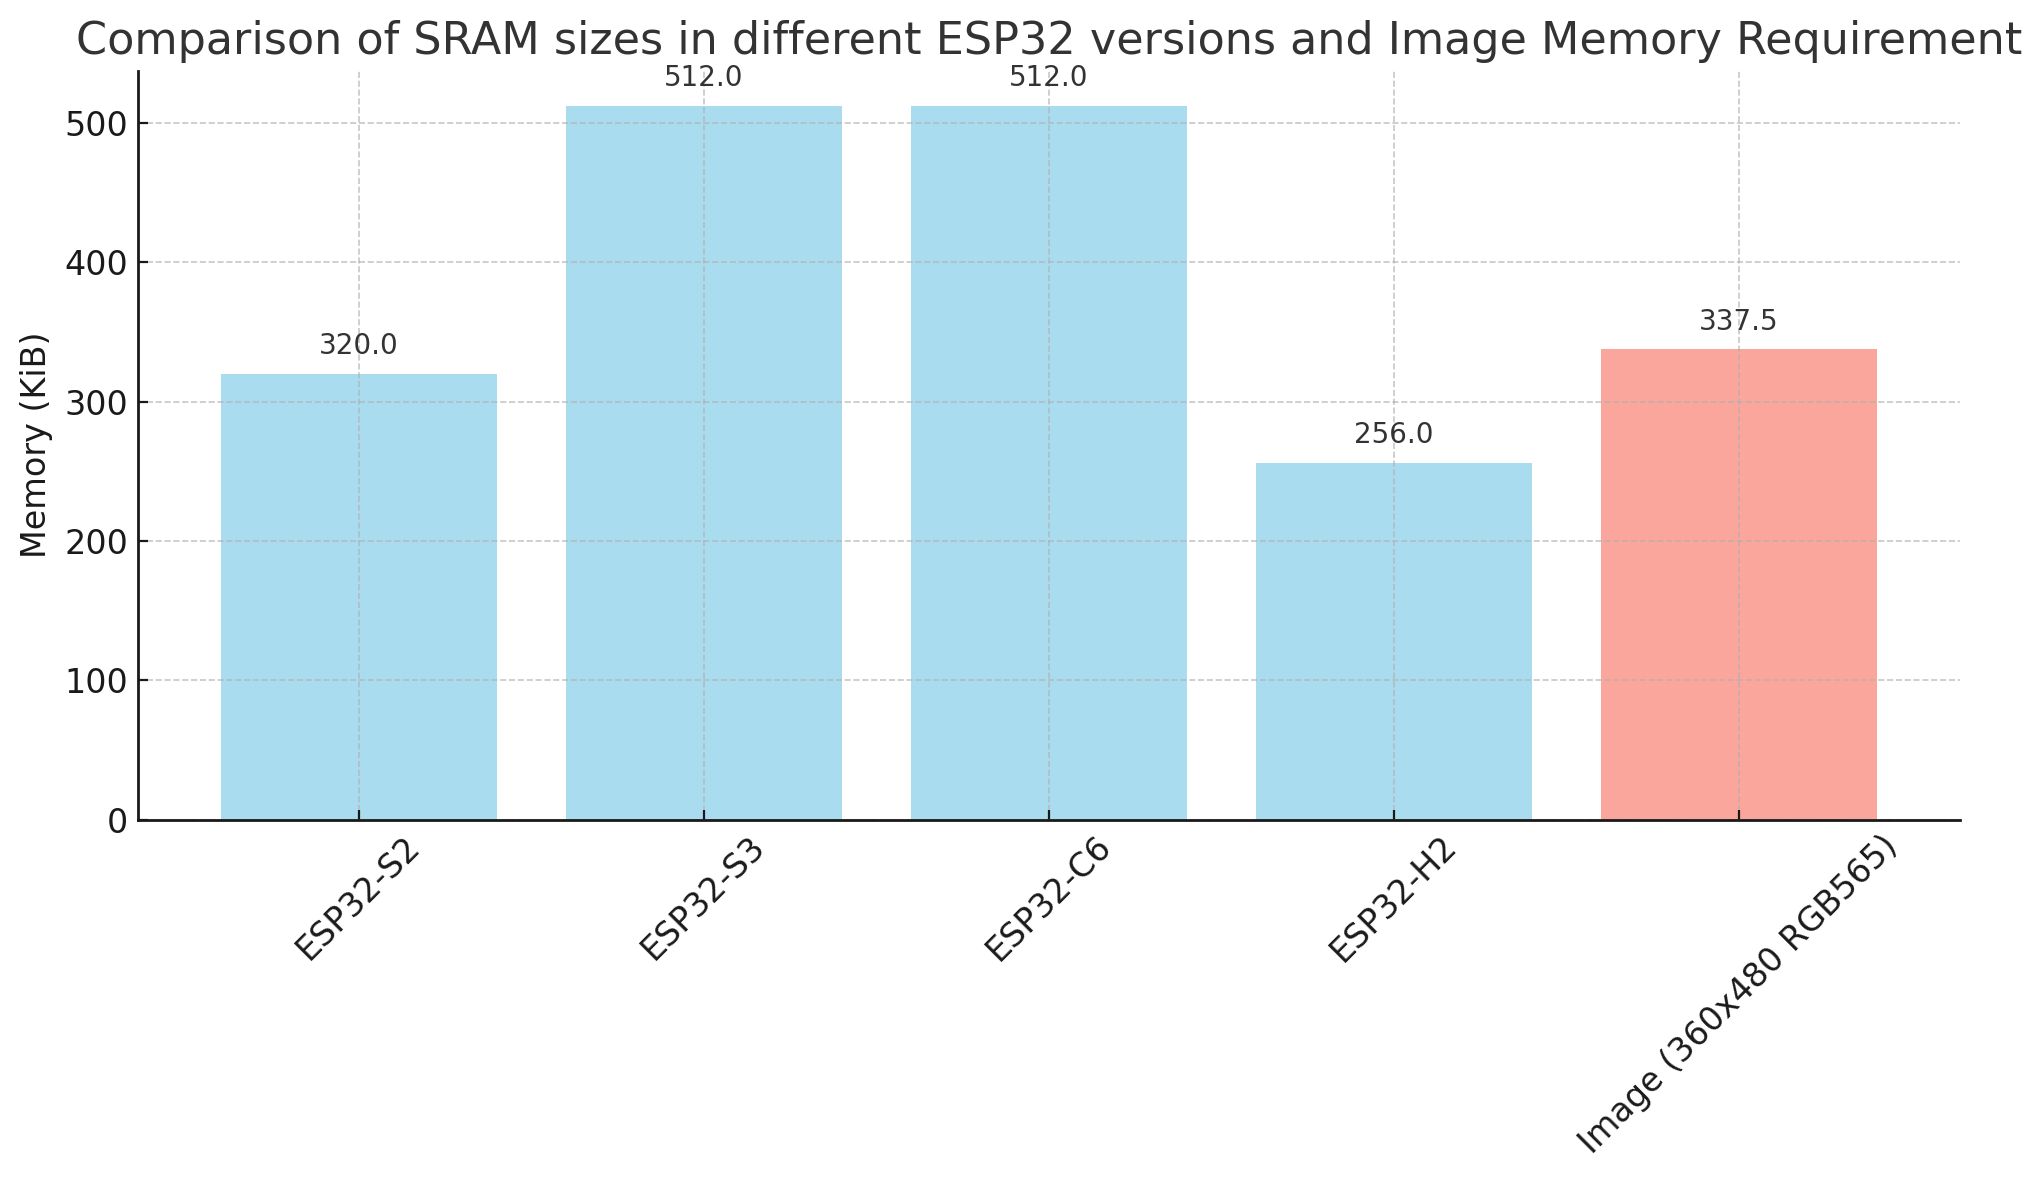 Comparison of SRAM sizes in different ESP32 versions and Image Memory Requirement
Memory (KiB)
500
400
300
200
100
0
320.0
512.0
512.0
256.0
337.5
ESP32-S2
ESP32-S3
ESP32-C6
ESP32-H2
Image (360x480 RGB565)